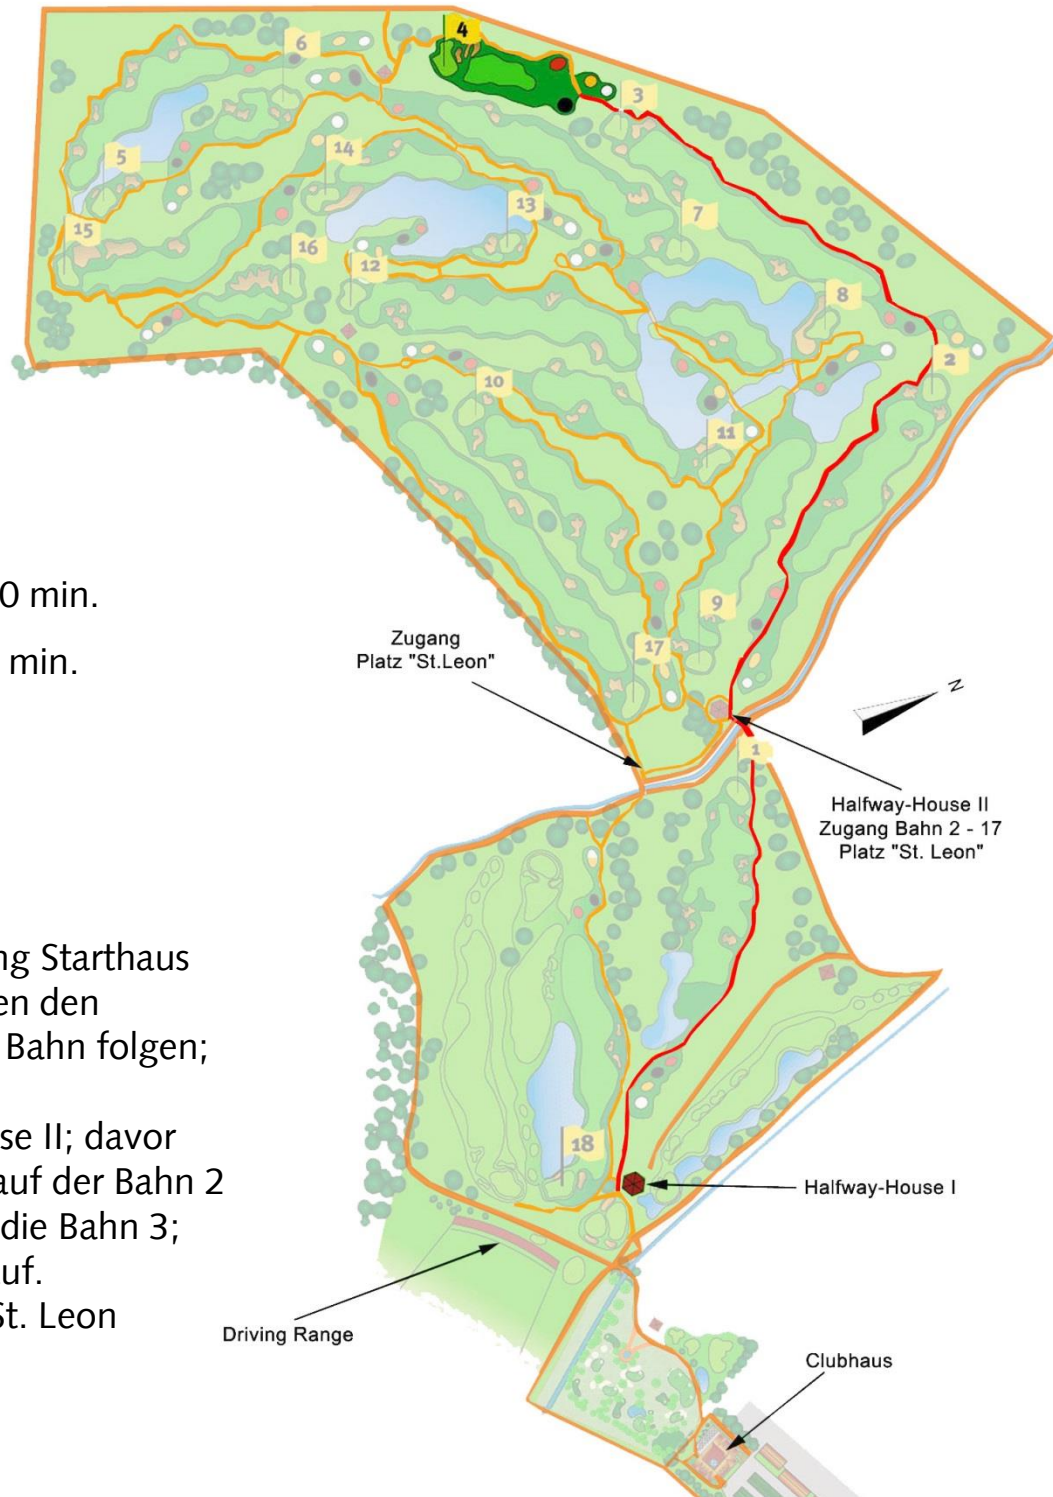 4
6
3
14
5
13
7
15
16
12
8
2
10
11
0 min.
9
min.
Zugang
Platz "St.Leon"
17
N
1
Halfway-House II
Zugang Bahn 2 - 17
Platz "St. Leon"
ng Starthaus
en den
Bahn folgen;
se II; davor
18
auf der Bahn 2
Halfway-House I
die Bahn 3;
uf.
St. Leon
Driving Range
Clubhaus